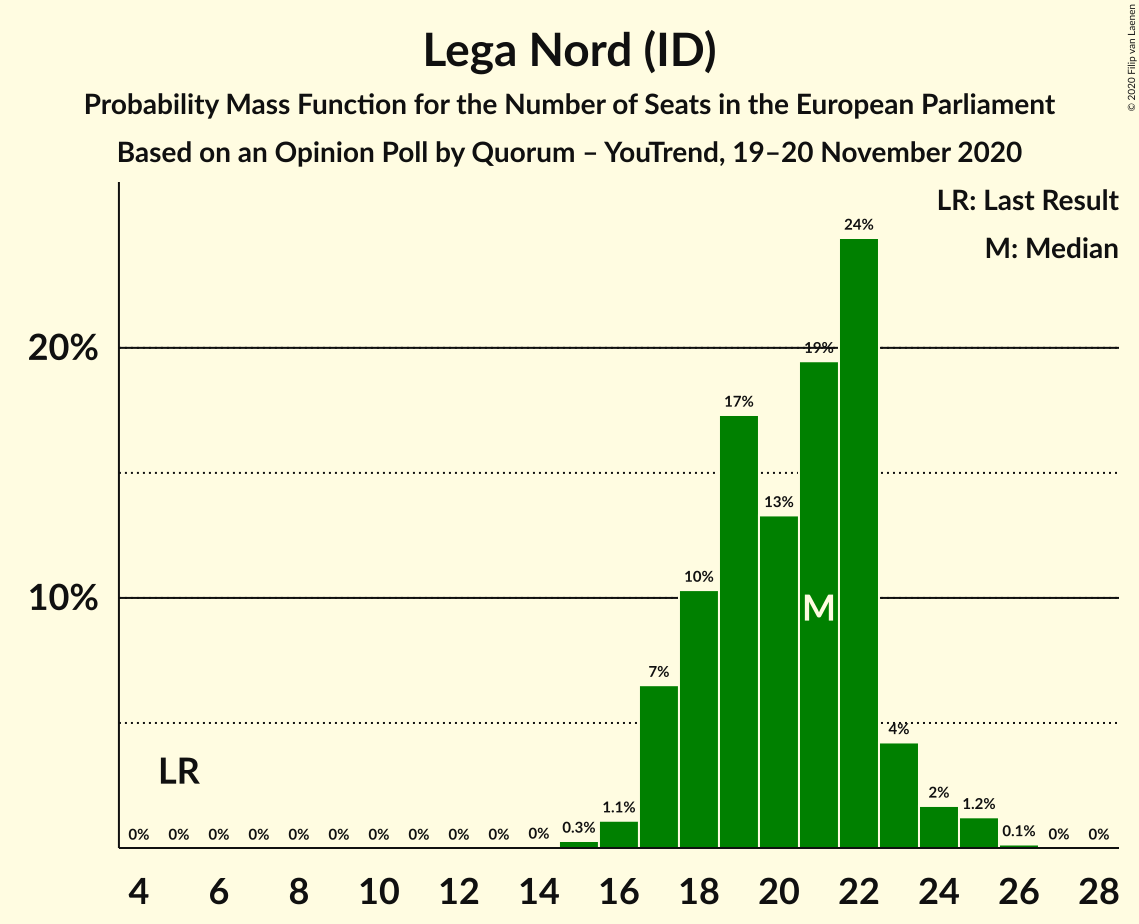 Lega Nord (ID)
Probability Mass Function for the Number of Seats in the European Parliament
Based on an Opinion Poll by Quorum – YouTrend, 19–20 November 2020
© 2020 Filip van Laenen
LR: Last Result
M: Median
24%
20%
19%
17%
13%
10%
10%
M
7%
4%
LR
2%
1.2%
1.1%
0.3%
0.1%
0% 0% 0% 0% 0% 0% 0% 0% 0% 0% 0% 0% 0%
4 6 8 10 12 14 16 18 20 22 24 26 28